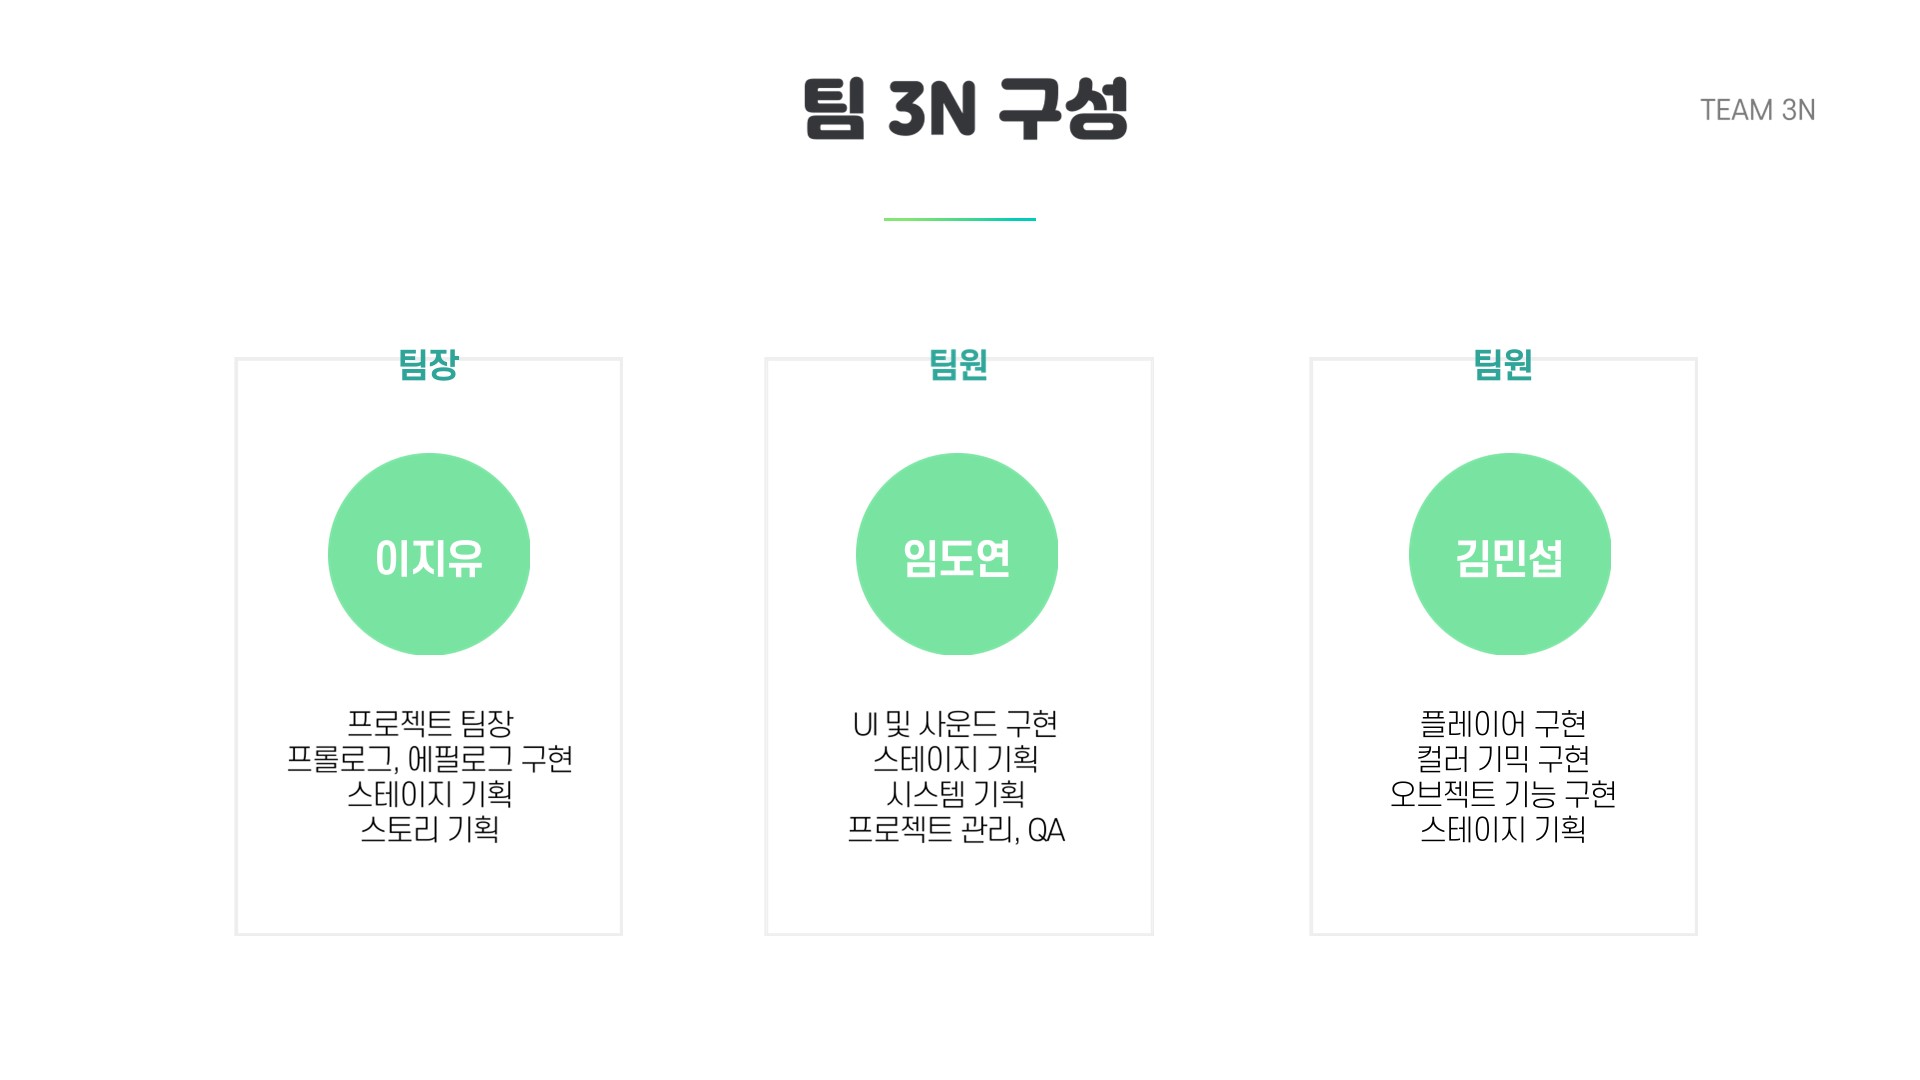 팀 3N 구성
TEAM 3N
팀장
이지유
프로젝트 팀장
프롤로그, 에필로그 구현
스테이지 기획
스토리 기획
팀원
임도연
UI 및 사운드 구현
스테이지 기획
시스템 기획
프로젝트 관리, QA
팀원
김민섭
플레이어 구현
컬러 기믹 구현
오브젝트 기능 구현
스테이지 기획